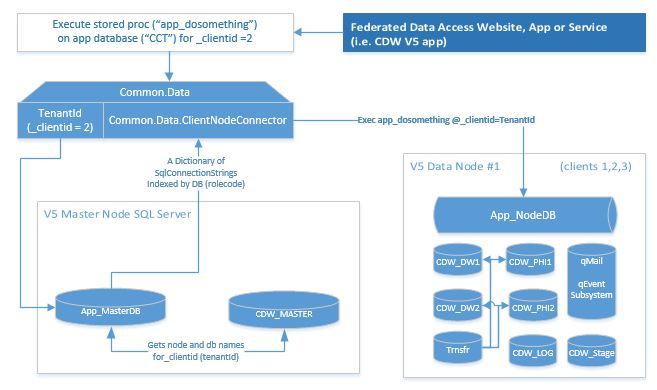 Execute stored proc (“app_dosomething”)
on app database (“CCT”) for _clientid =2
Federated Data Access Website, App or Service
(i.e. CDW V5 app)
Common.Data
TenantId
(_clientid = 2)
Common.Data.ClientNodeConnector
Exec app_dosomething @_clientid=TenantId
A Dictionary of
SqlConnectionStrings
Indexed by DB (rolecode)
V5 Master Node SQL Server
App_MasterDB
CDW_MASTER
Gets node and db names
for_clientid (tenantId)
V5 Data Node #1
(clients 1,2,3)
App_NodeDB
CDW_DW1
CDW_PHI1
qMail
qEvent
Subsystem
CDW_DW2
CDW_PHI2
Trnsfr
CDW_LOG
CDW_Stage